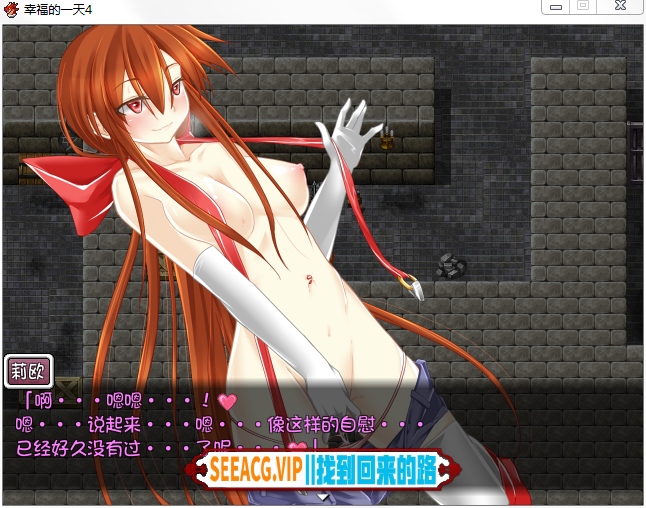 幸福的一天4
莉欧
「啊・・・嗯嗯・・・！
嗯・・・说起来・・・嗯・・・像这样的自慰・・・
已经好久没有过・・・了呢・・・！
SEEACG.VIP||找到回来的路